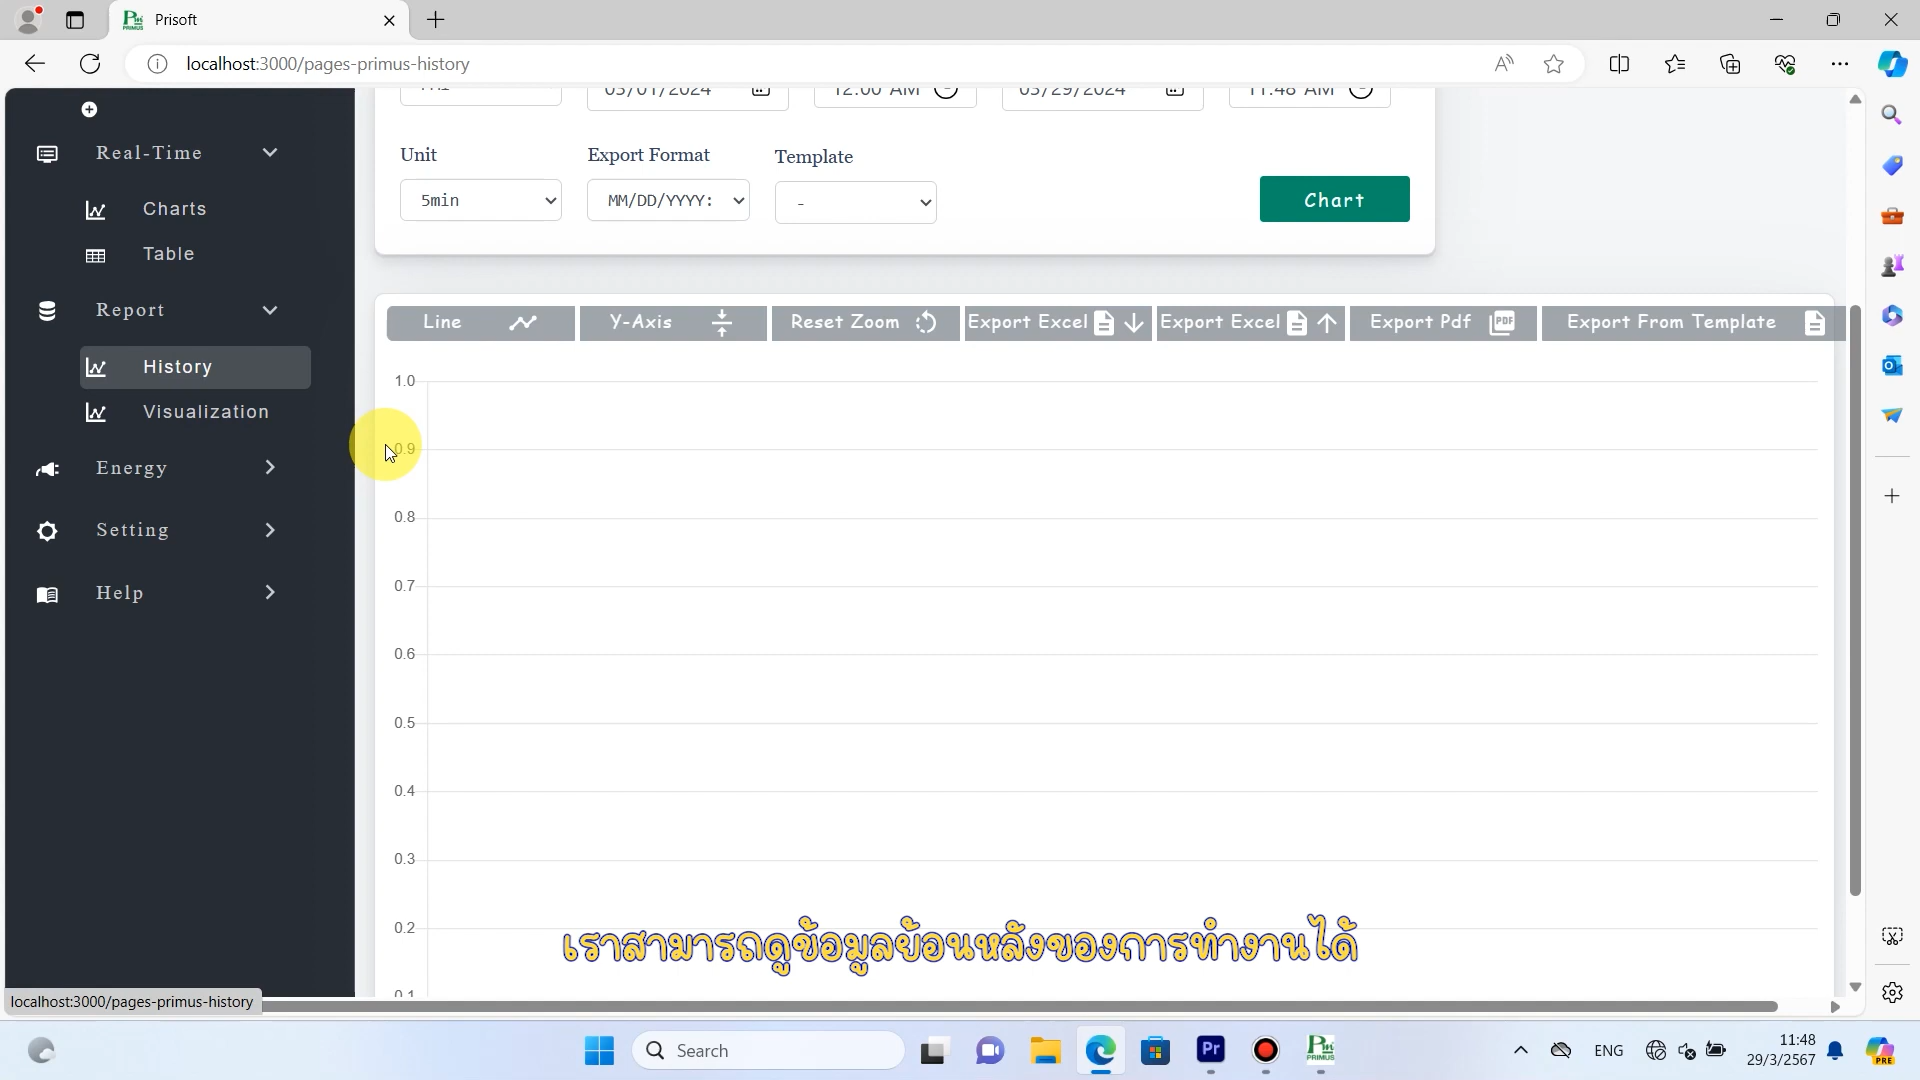 Prisoft
localhost:3000/pages-primus-history
03/01/2024
12:00 AM
03/29/2024
11:48 AM
Real-Time
Charts
Table
Report
History
Visualization
Energy
Setting
Help
Unit
Export Format
Template
5min
MM/DD/YYYY:
-
Chart
Line
Y-Axis
Reset Zoom
Export Excel
Export Excel
Export Pdf
PDF
Export From Template
1.0
0.9
0.8
0.7
0.6
0.5
0.4
0.3
0.2
0.1
เราสามารถดูข้อมูลย้อนหลังของการทำงานได้
localhost:3000/pages-primus-history
Search
Pr
PRIMUS
ENG
11:48
29/3/2567
PRE